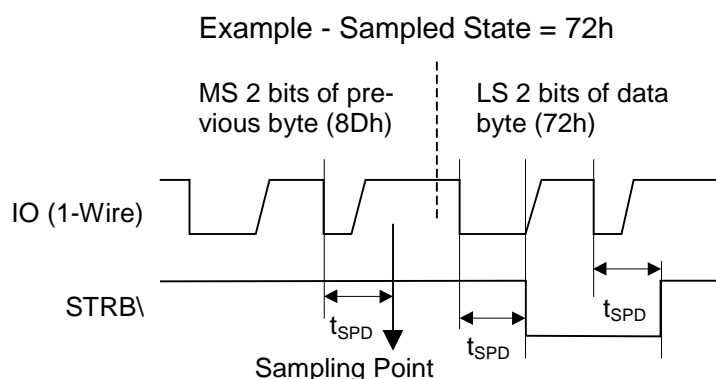 Example - Sampled State = 72h
MS 2 bits of pre-
vious byte (8Dh)
LS 2 bits of data
byte (72h)
IO (1-Wire)
STRB\
tSPD
tSPD
tSPD
Sampling Point